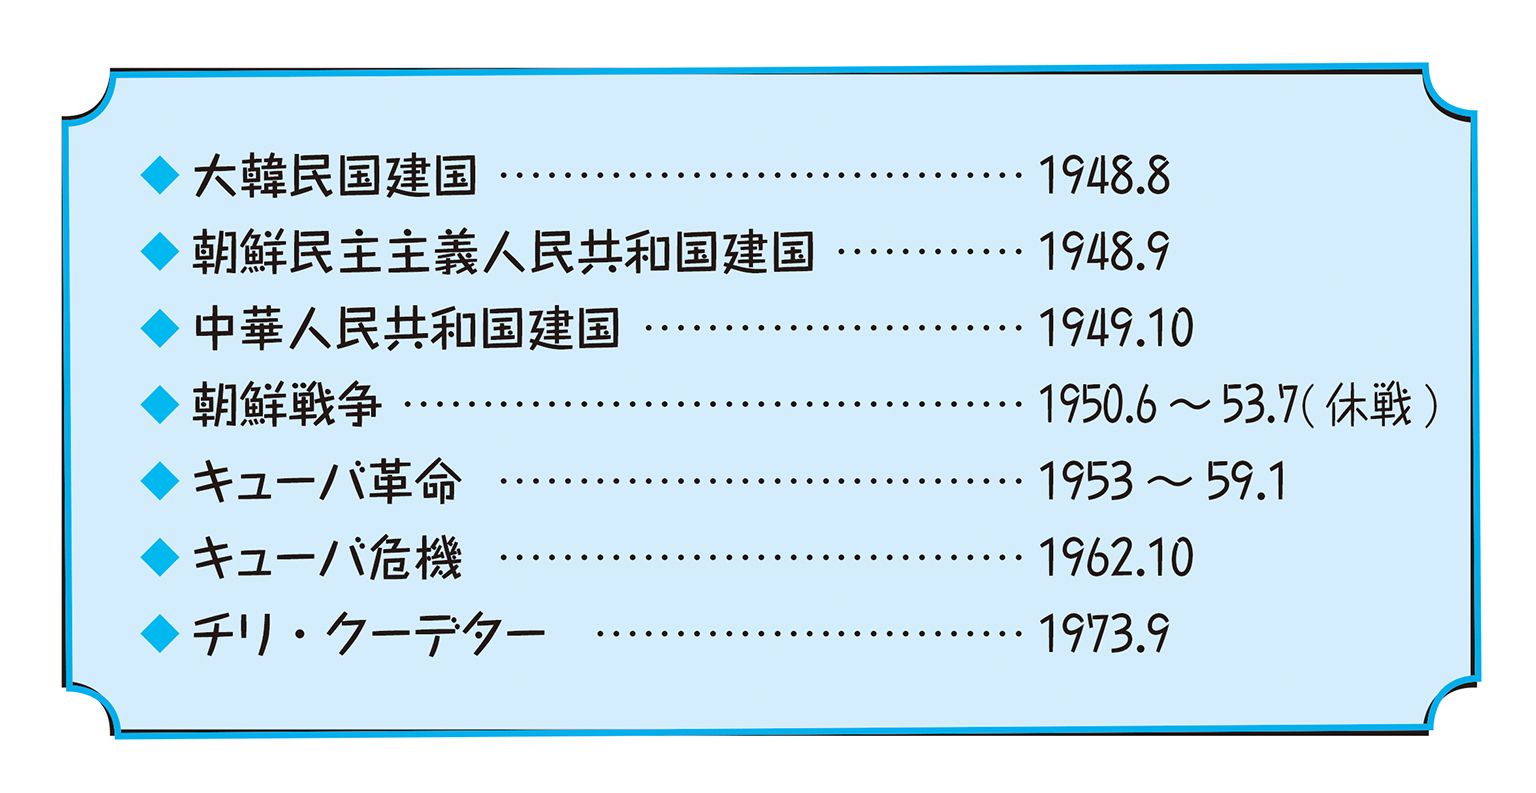 ◆ 大韓民国建国 ……………………………… 1948.8
◆ 朝鮮民主主義人民共和国建国 ………… 1948.9
◆ 中華人民共和国建国 ……………………… 1949.10
◆ 朝鮮戦争 …………………………………… 1950.6 〜 53.7(休戦)
◆ キューバ革命 ……………………………… 1953 〜 59.1
◆ キューバ危機 ……………………………… 1962.10
◆ チリ・クーデター ………………………… 1973.9